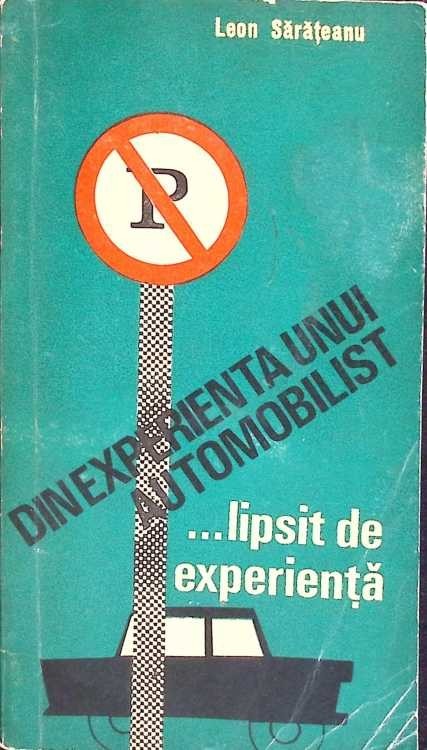 Leon Sărățeanu
P
DIN EXPERIENTA UNUI
AUTOMOBILIST
...lipsit de
experiență